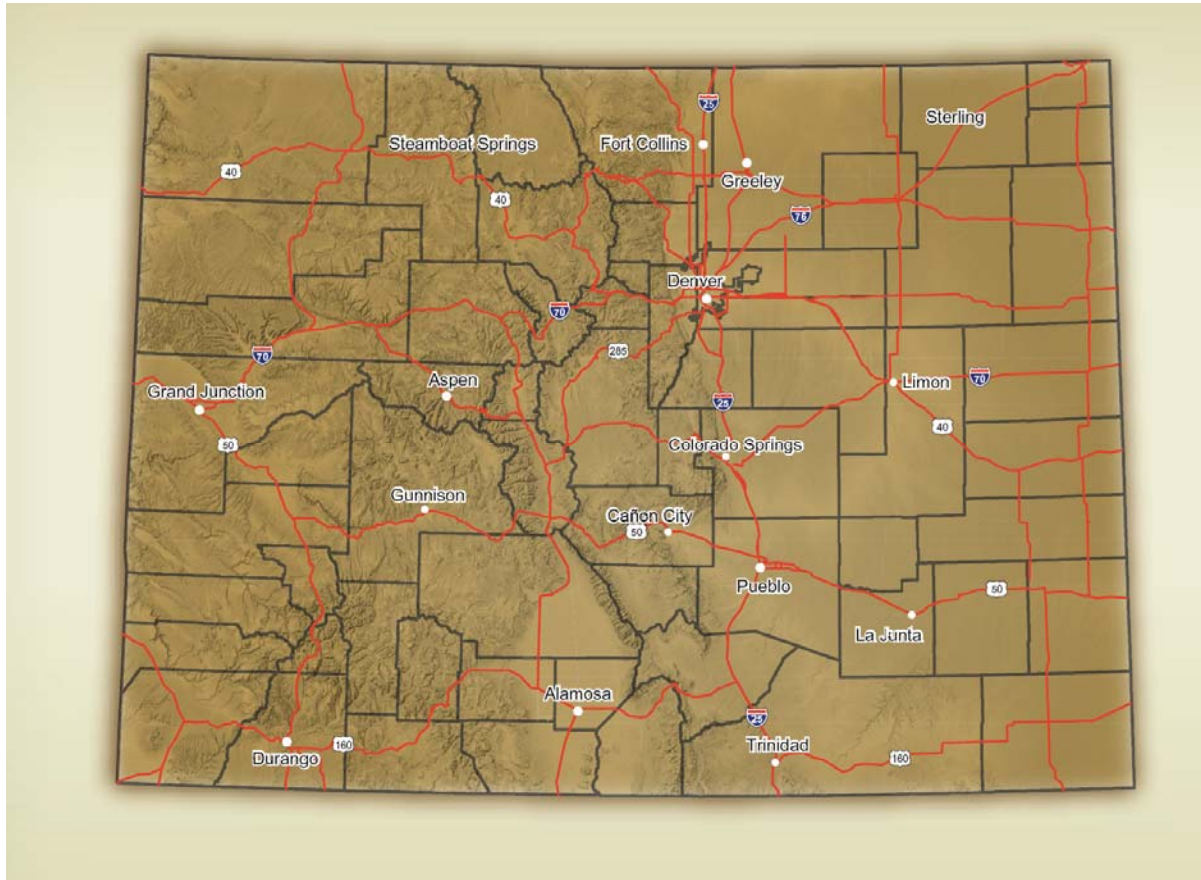 25
Sterling
Steamboat Springs
Fort Collins
Greeley
40
40
76
Denver
70
285
70
Aspen
Limon
70
Grand Junction
25
40
50
Colorado Springs
Gunnison
Cañon City
50
Pueblo
50
La Junta
Alamosa
25
Trinidad
160
Durango
160